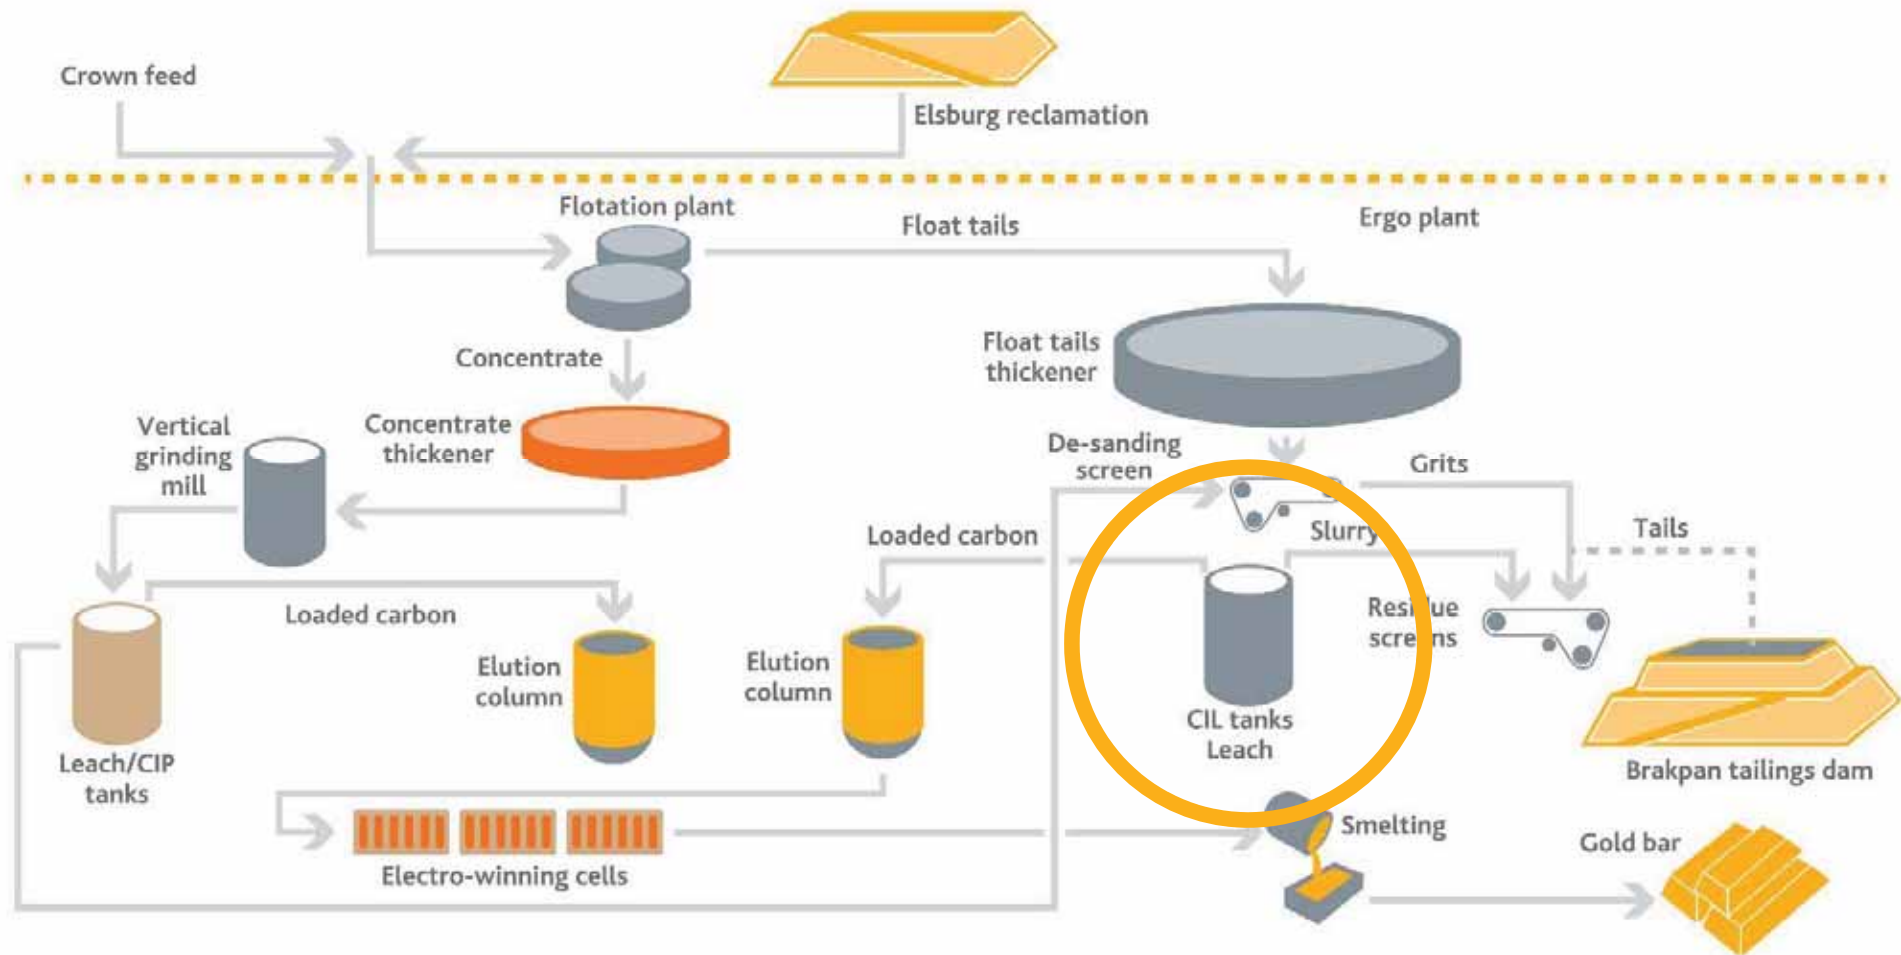 Crown feed
Elsburg reclamation
Flotation plant
Float tails
Ergo plant
Concentrate
Float tails
thickener
Vertical
grinding
mill
Concentrate
thickener
De-sanding
screen
Grits
Loaded carbon
Slurry
Tails
Loaded carbon
Residue
screens
Elution
column
Elution
column
CIL tanks
Leach
Leach/CIP
tanks
Brakpan tailings dam
Smelting
Gold bar
Electro-winning cells